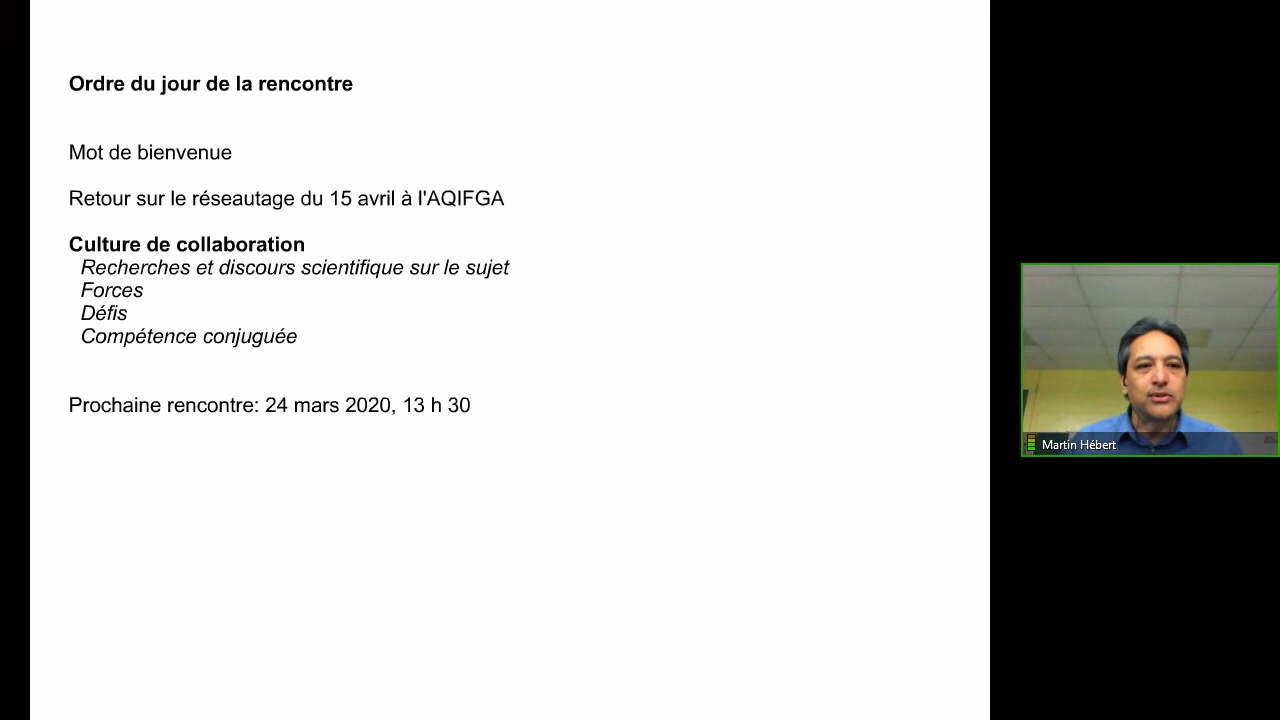 Ordre du jour de la rencontre
Mot de bienvenue
Retour sur le réseautage du 15 avril à l'AQIFGA
Culture de collaboration
Recherches et discours scientifique sur le sujet
Forces
Défis
Compétence conjuguée
Prochaine rencontre: 24 mars 2020, 13 h 30
Martin Hébert